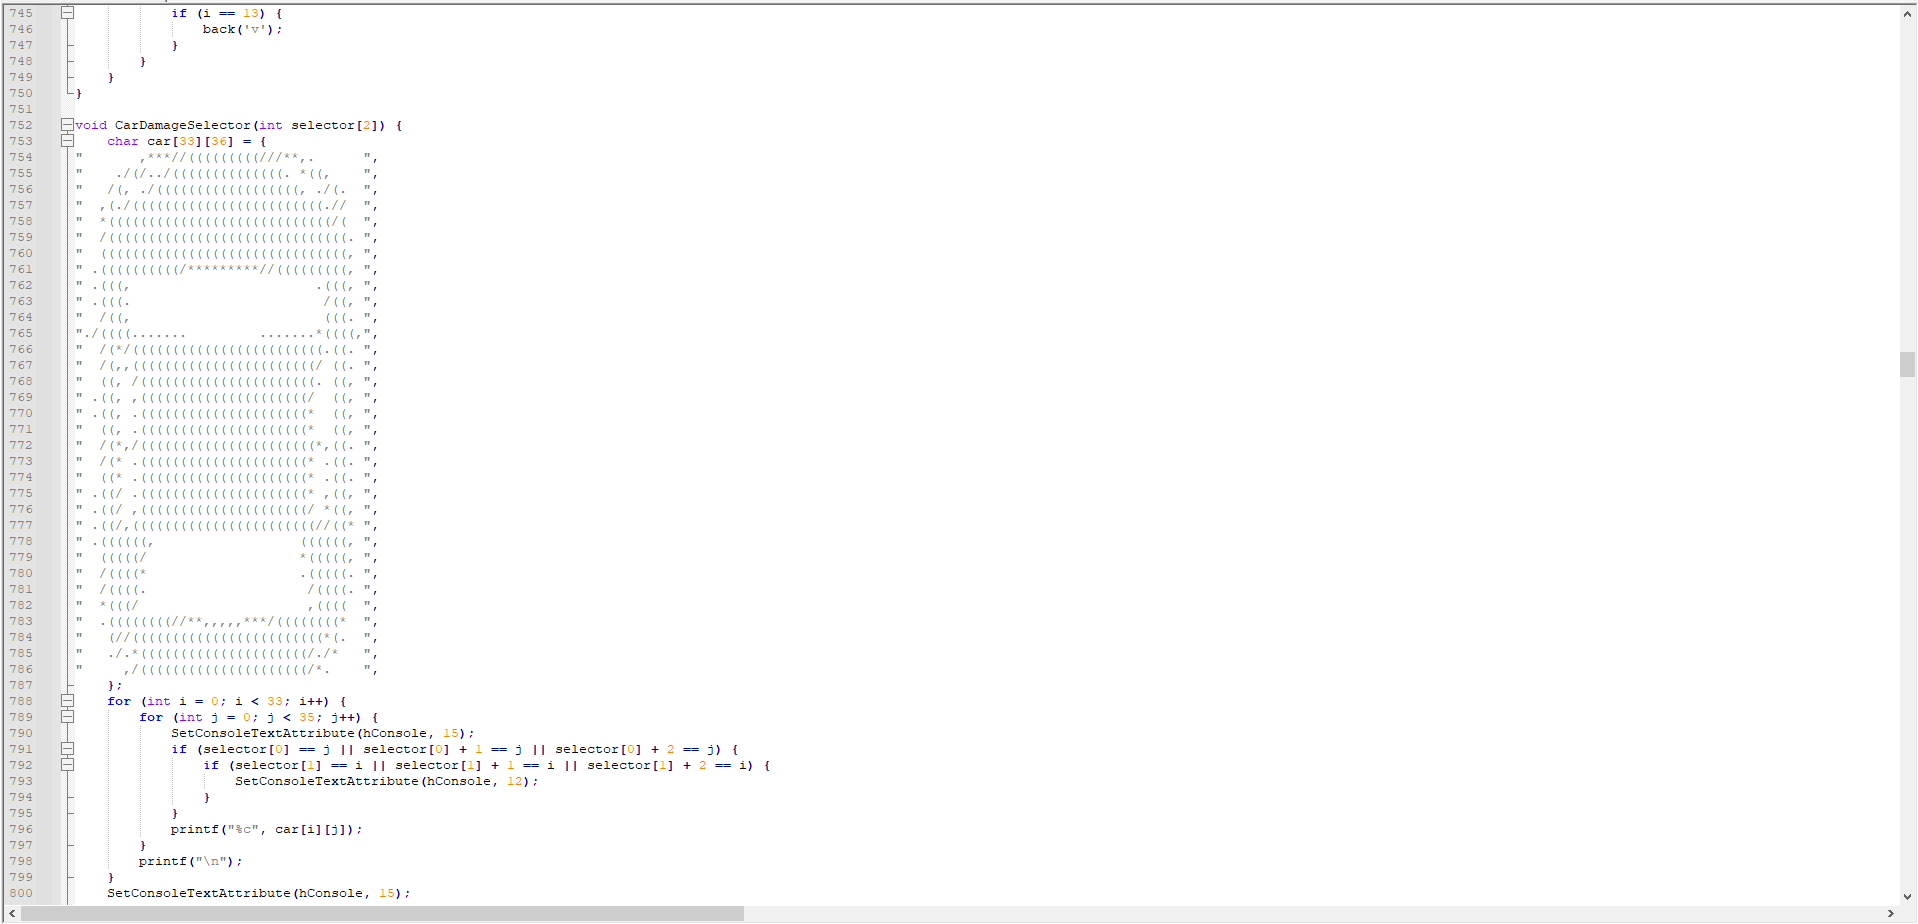 745                 if (i == 13) {
746                     back('v');
747                 }
748             }
749         }
750 }
751
752 void CarDamageSelector(int selector[2]) {
753     char car[33][36] = {
754 "       ,***//(((((((((///**,.      ",
755 "    ./(/../((((((((((((((. *((,    ",
756 "   /(, ./((((((((((((((((((, ./(.  ",
757 "  ,(./((((((((((((((((((((((((.//  ",
758 "  *((((((((((((((((((((((((((((/(  ",
759 "  /((((((((((((((((((((((((((((((. ",
760 "  (((((((((((((((((((((((((((((((, ",
761 " .((((((((((/*********//(((((((((, ",
762 " .(((,                       .(((, ",
763 " .(((.                        /((, ",
764 "  /((,                        (((. ",
765 "./((((.......         .......*((((,",
766 "  /(*/((((((((((((((((((((((((.((. ",
767 "  /(,,(((((((((((((((((((((((/ ((. ",
768 "  ((, /((((((((((((((((((((((. ((, ",
769 " .((, ,(((((((((((((((((((((/  ((, ",
770 " .((, .(((((((((((((((((((((*  ((, ",
771 "  ((, .(((((((((((((((((((((*  ((, ",
772 "  /(*,/((((((((((((((((((((((*,((. ",
773 "  /(* .(((((((((((((((((((((* .((. ",
774 "  ((* .(((((((((((((((((((((* .((. ",
775 " .((/ .(((((((((((((((((((((* ,((, ",
776 " .((/ ,(((((((((((((((((((((/ *((, ",
777 " .((/,(((((((((((((((((((((((//((* ",
778 " .((((((,                  ((((((, ",
779 "  (((((/                   *(((((, ",
780 "  /((((*                   .(((((. ",
781 "  /((((.                    /((((. ",
782 "  *(((/                     ,((((  ",
783 "  .((((((((//**,,,,,***/((((((((*  ",
784 "   (//((((((((((((((((((((((((*(.  ",
785 "   ./.*(((((((((((((((((((((/./*   ",
786 "     ,/(((((((((((((((((((((/*.    ",
787     };
788     for (int i = 0; i < 33; i++) {
789         for (int j = 0; j < 35; j++) {
790             SetConsoleTextAttribute(hConsole, 15);
791             if (selector[0] == j || selector[0] + 1 == j || selector[0] + 2 == j) {
792                 if (selector[1] == i || selector[1] + 1 == i || selector[1] + 2 == i) {
793                     SetConsoleTextAttribute(hConsole, 12);
794                 }
795             }
796             printf("%c", car[i][j]);
797         }
798         printf("\n");
799     }
800     SetConsoleTextAttribute(hConsole, 15);